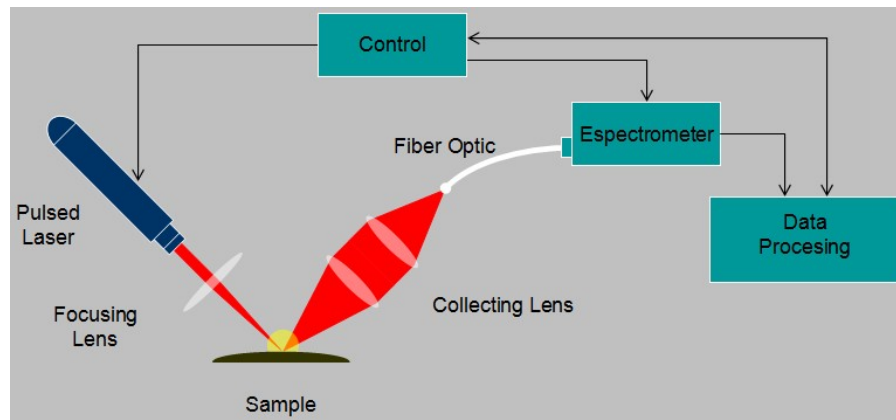 Control
Espectrometer
Fiber Optic
Pulsed
Laser
Data
Procesing
Focusing
Lens
Collecting Lens
Sample